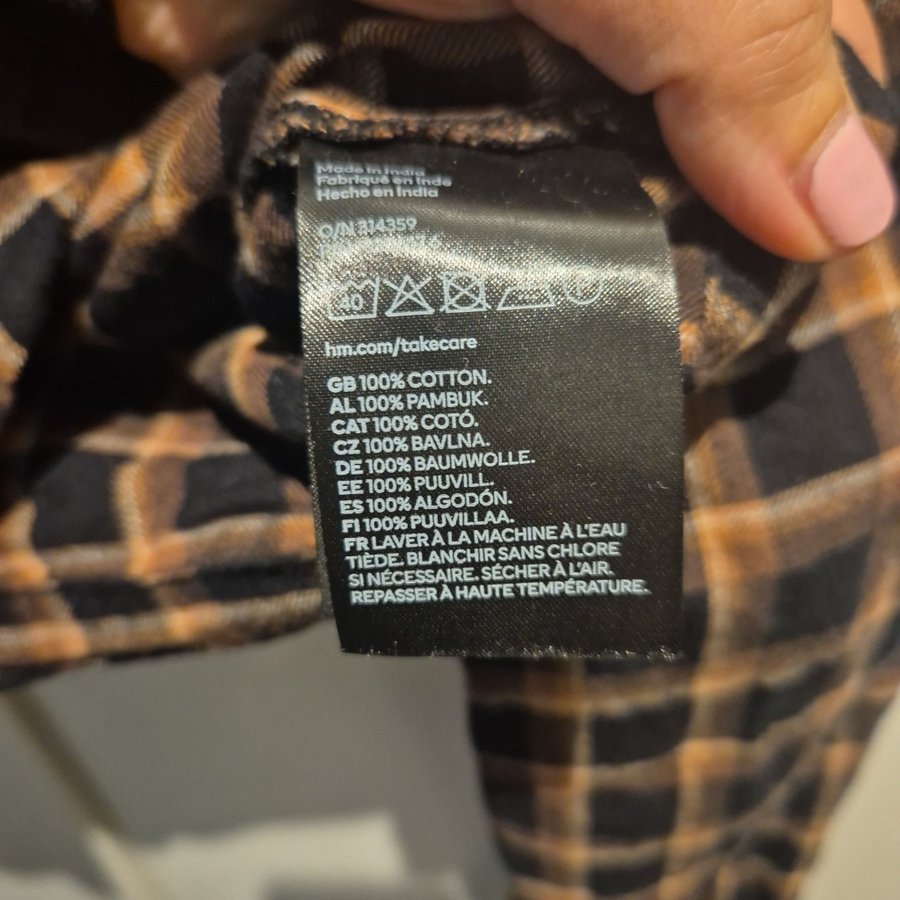 Made in India
Fabriqué en Inde
Hecho en India
O/N 214359
40
hm.com/takecare
GB 100% COTTON.
AL 100% PAMBUK.
CAT 100% COTÓ.
CZ 100% BAVLNA.
DE 100% BAUMWOLLE.
EE 100% PUUVILL.
ES 100% ALGODÓN.
FI 100% PUUVILLAA.
FR LAVER À LA MACHINE À L'EAU
TIÈDE. BLANCHIR SANS CHLORE
SI NÉCESSAIRE. SÉCHER À L'AIR.
REPASSER À HAUTE TEMPÉRATURE.